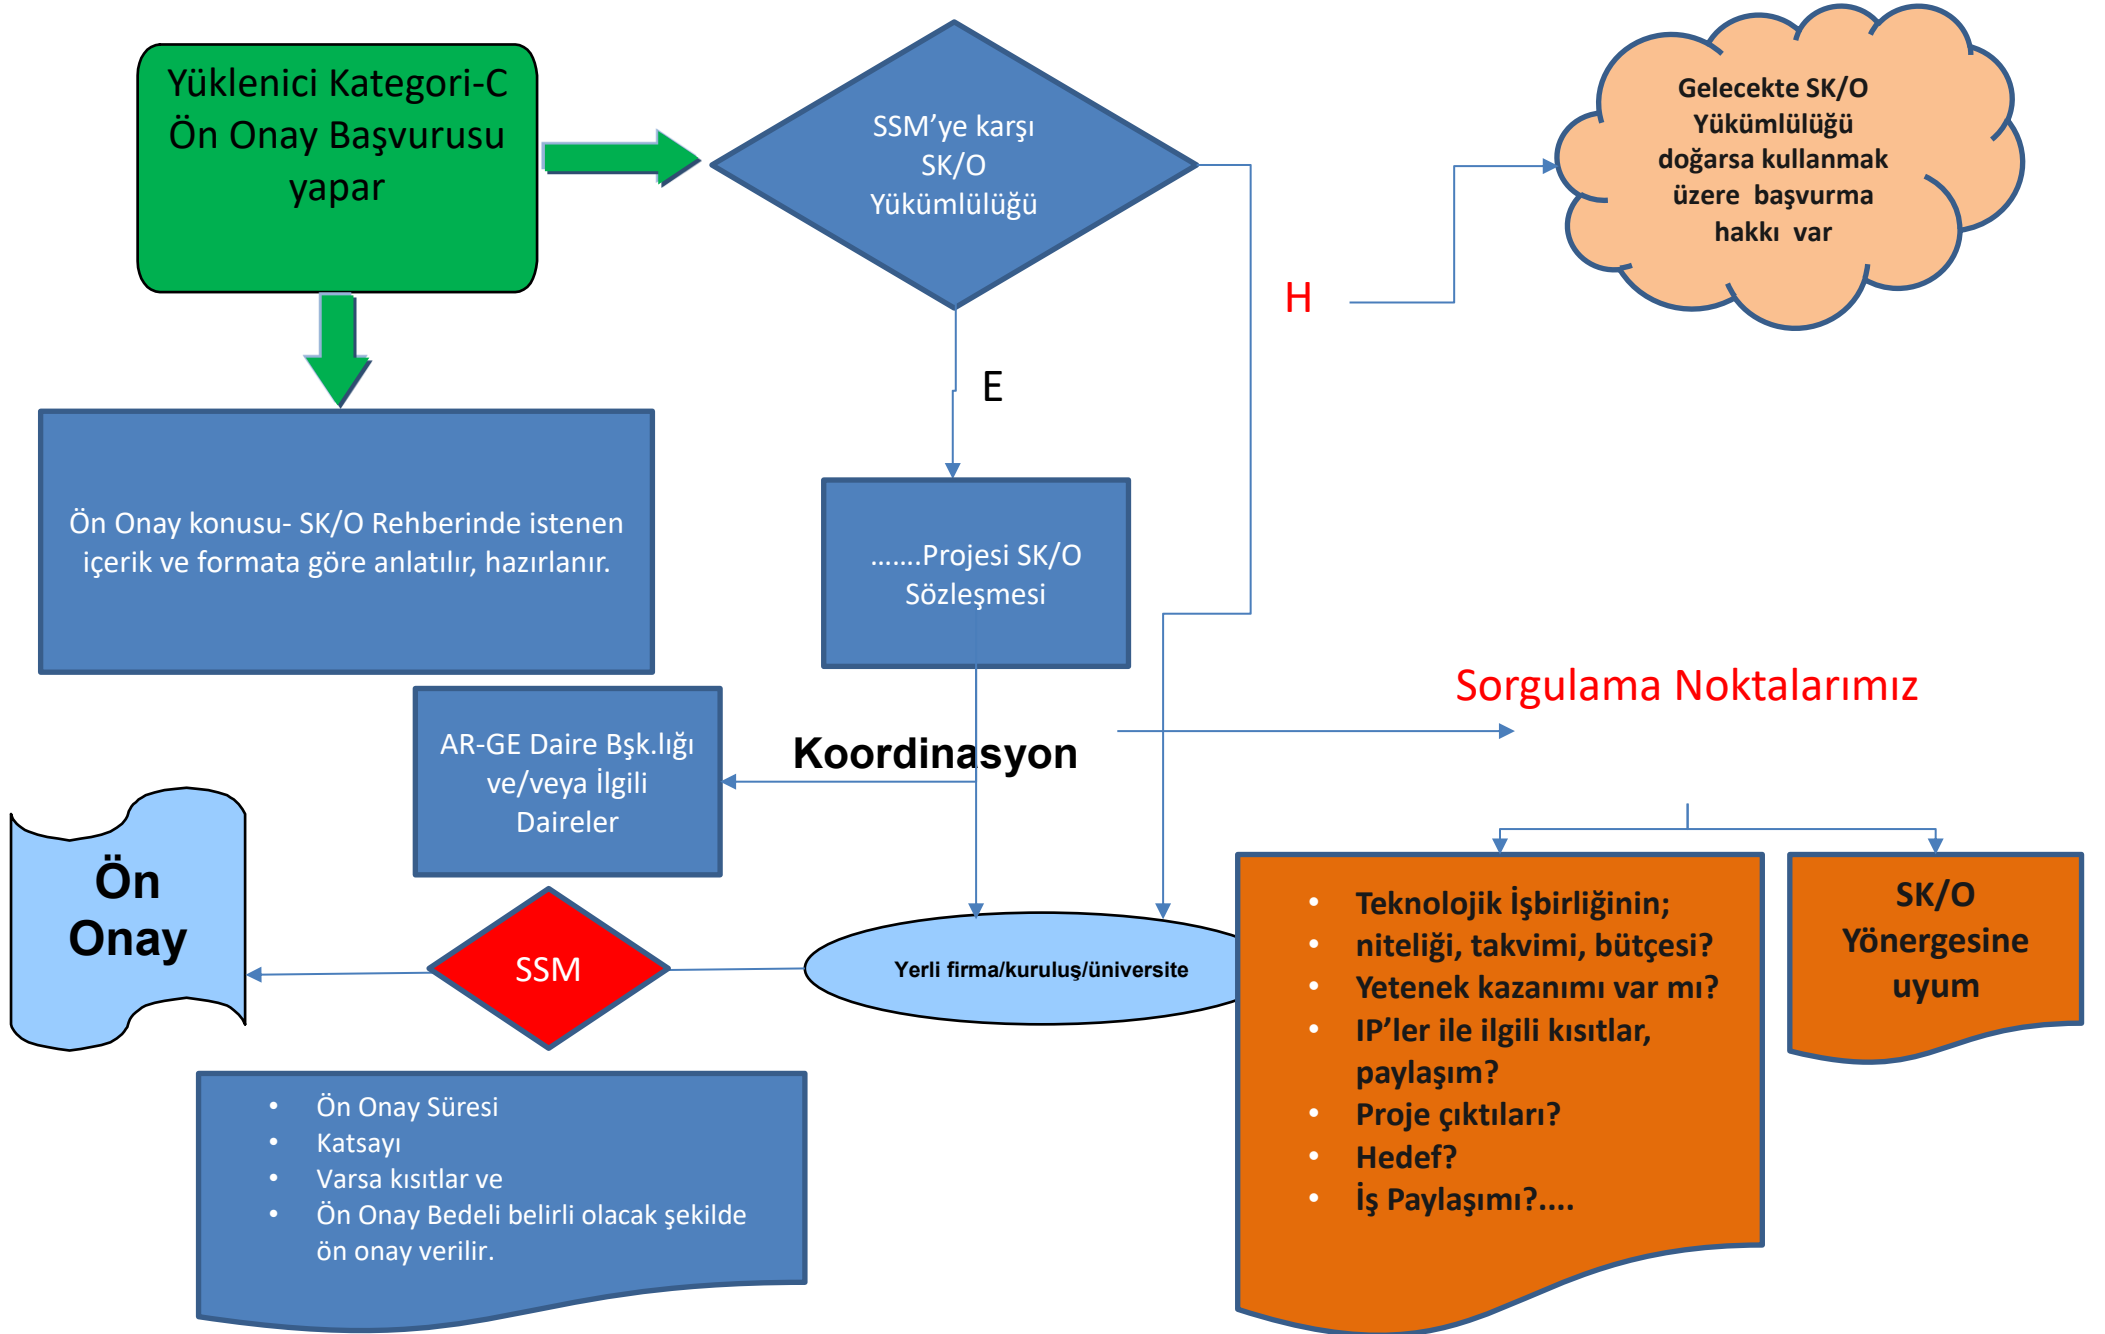 Yüklenici Kategori-C
Ön Onay Başvurusu
yapar
SSM’ye karşı
SK/O
Yükümlülüğü
Gelecekte SK/O
Yükümlülüğü
doğarsa kullanmak
üzere başvurma
hakkı var
H
E
Ön Onay konusu- SK/O Rehberinde istenen
içerik ve formata göre anlatılır, hazırlanır.
.......Projesi SK/O
Sözleşmesi
Sorgulama Noktalarımız
AR-GE Daire Bşk.lığı
ve/veya İlgili
Daireler
Koordinasyon
Ön
Onay
SSM
Yerli firma/kuruluş/üniversite
• Teknolojik İşbirliğinin;
• niteliği, takvimi, bütçesi?
• Yetenek kazanımı var mı?
• IP’ler ile ilgili kısıtlar,
paylaşım?
• Proje çıktıları?
• Hedef?
• İş Paylaşımı?....
SK/O
Yönergesine
uyum
• Ön Onay Süresi
• Katsayı
• Varsa kısıtlar ve
• Ön Onay Bedeli belirli olacak şekilde
ön onay verilir.